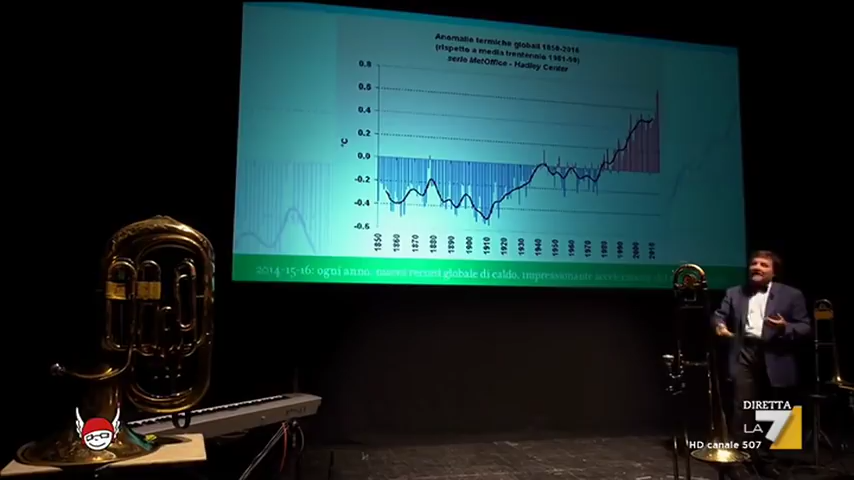 Anomalie termiche globali 1850-2016
(rispetto a media trentennio 1961-90)
serie MetOffice - Hadley Center
0.8
0.6
0.4
0.2
0.0
-0.2
-0.4
-0.6
°C
1850 1860 1870 1880 1890 1900 1910 1920 1930 1940 1950 1960 1970 1980 1990 2000 2010
2014-15-16: ogni anno, nuovo record globale di caldo, impressionante accelerazione
DIRETTA
LA 7
HD canale 507